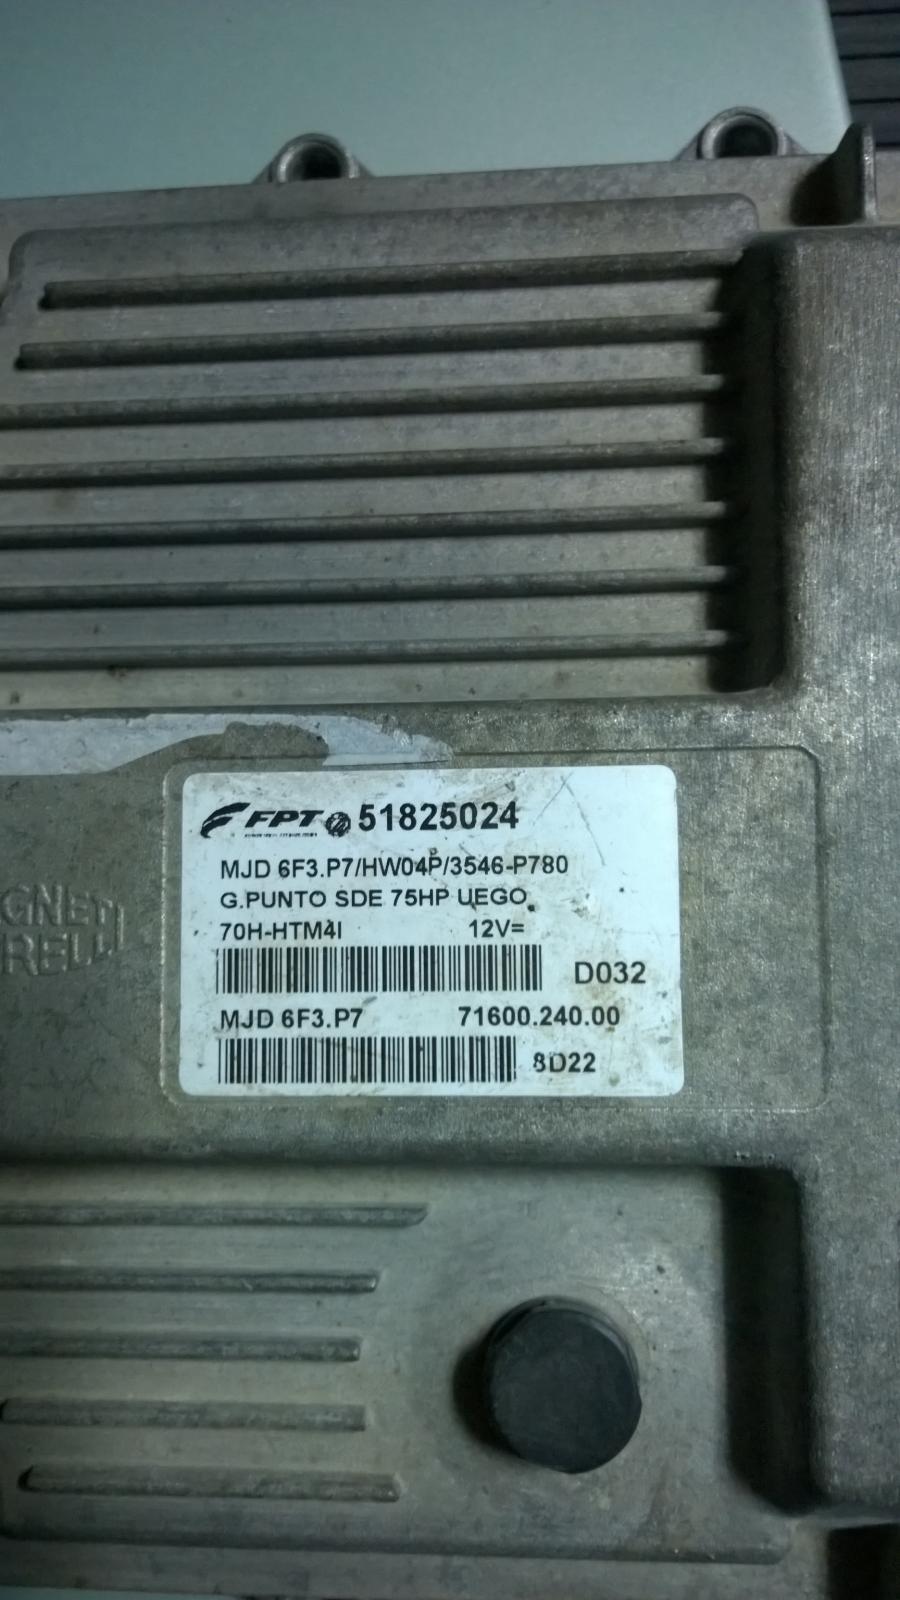 FPT 51825024
MJD 6F3.P7/HW04P/3546-P780
G.PUNTO SDE 75HP UEGO
70H-HTM4I 12V=
D032
MJD 6F3.P7 71600.240.00
8D22
GNETI
RELLI